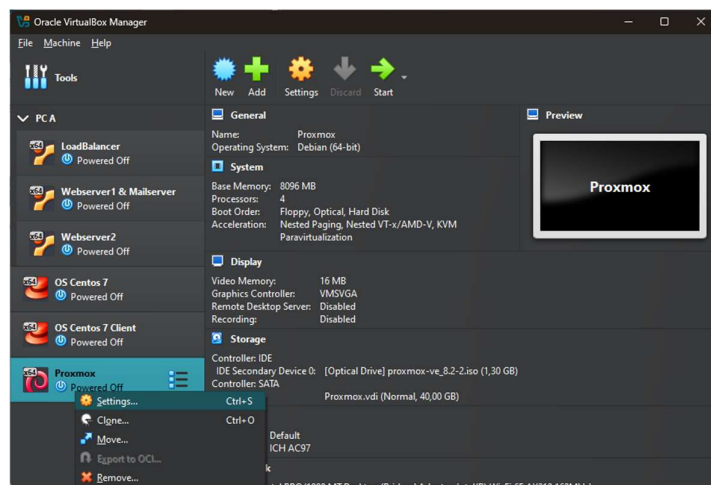 Oracle VirtualBox Manager
File Machine Help
Tools
New Add Settings Discard Start
PC A
x64 LoadBalancer
Powered Off
x64 Webserver1 & Mailserver
Powered Off
x64 Webserver2
Powered Off
x64 OS Centos 7
Powered Off
x64 OS Centos 7 Client
Powered Off
x64 Proxmox
Powered Off
Settings... Ctrl+S
Clone... Ctrl+O
Move...
Export to OCI...
Remove...
General
Name: Proxmox
Operating System: Debian (64-bit)
System
Base Memory: 8096 MB
Processors: 4
Boot Order: Floppy, Optical, Hard Disk
Acceleration: Nested Paging, Nested VT-x/AMD-V, KVM
Paravirtualization
Display
Video Memory: 16 MB
Graphics Controller: VMSVGA
Remote Desktop Server: Disabled
Recording: Disabled
Storage
Controller: IDE
IDE Secondary Device 0: [Optical Drive] proxmox-ve_8.2-2.iso (1,30 GB)
Controller: SATA
Proxmox.vdi (Normal, 40,00 GB)
Default
ICH AC97
Preview
Proxmox